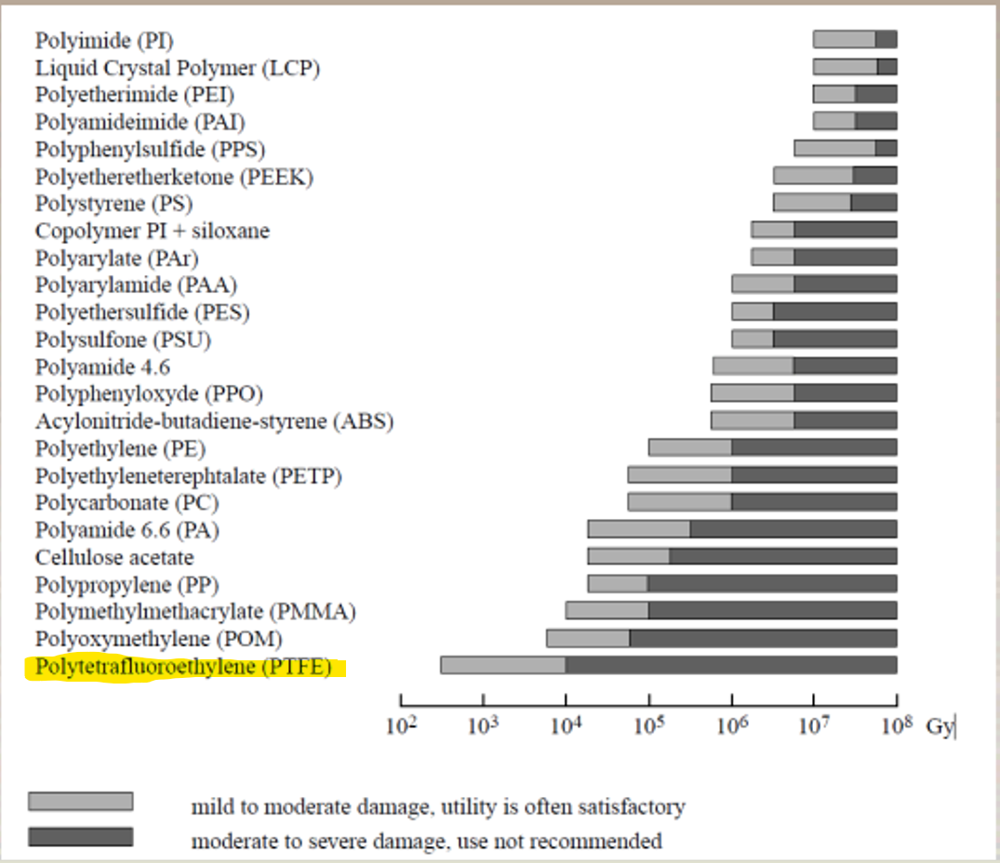 Polyimide (PI)
Liquid Crystal Polymer (LCP)
Polyetherimide (PEI)
Polyamideimide (PAI)
Polyphenylsulfide (PPS)
Polyetheretherketone (PEEK)
Polystyrene (PS)
Copolymer PI + siloxane
Polyarylate (PAr)
Polyarylamide (PAA)
Polyethersulfide (PES)
Polysulfone (PSU)
Polyamide 4.6
Polyphenyloxyde (PPO)
Acylonitride-butadiene-styrene (ABS)
Polyethylene (PE)
Polyethyleneterephtalate (PETP)
Polycarbonate (PC)
Polyamide 6.6 (PA)
Cellulose acetate
Polypropylene (PP)
Polymethylmethacrylate (PMMA)
Polyoxymethylene (POM)
Polytetrafluoroethylene (PTFE)
10² 10³ 10⁴ 10⁵ 10⁶ 10⁷ 10⁸ Gy
mild to moderate damage, utility is often satisfactory
moderate to severe damage, use not recommended